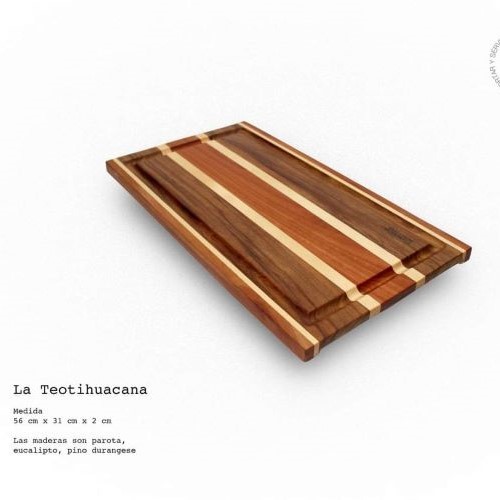 La Teotihuacana
Medida
56 cm x 31 cm x 2 cm
Las maderas son parota,
eucalipto, pino durangese